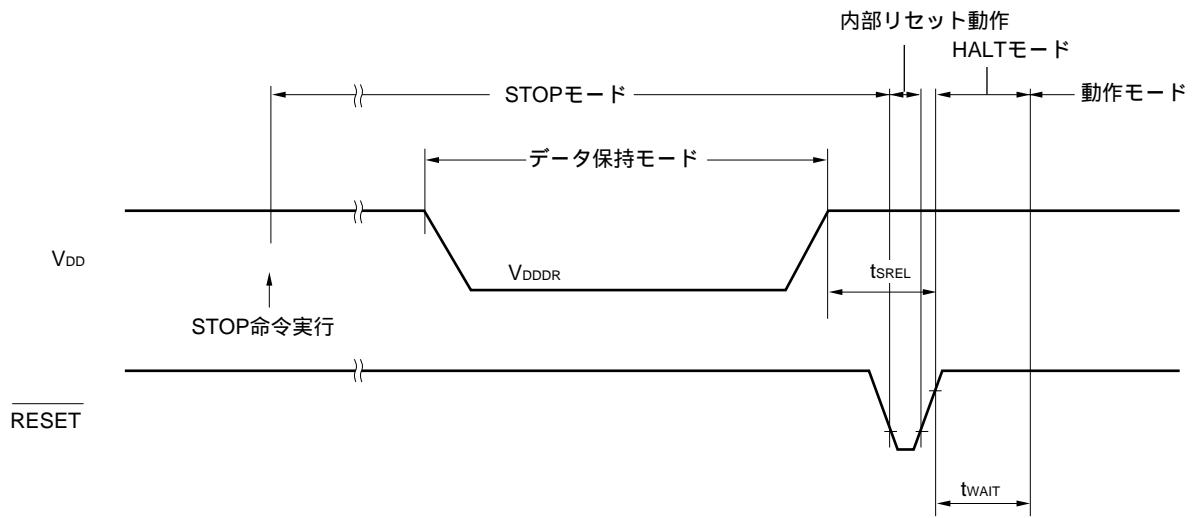 内部リセット動作
HALTモード
STOPモード
動作モード
データ保持モード
VDD
VDDDR
tSREL
STOP命令実行
RESET
tWAIT